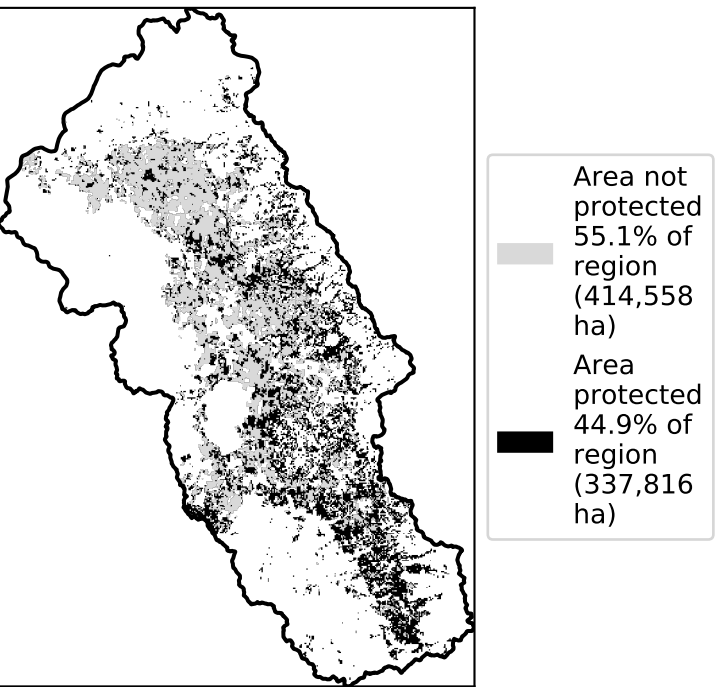 Area not
protected
55.1% of
region
(414,558
ha)
Area
protected
44.9% of
region
(337,816
ha)